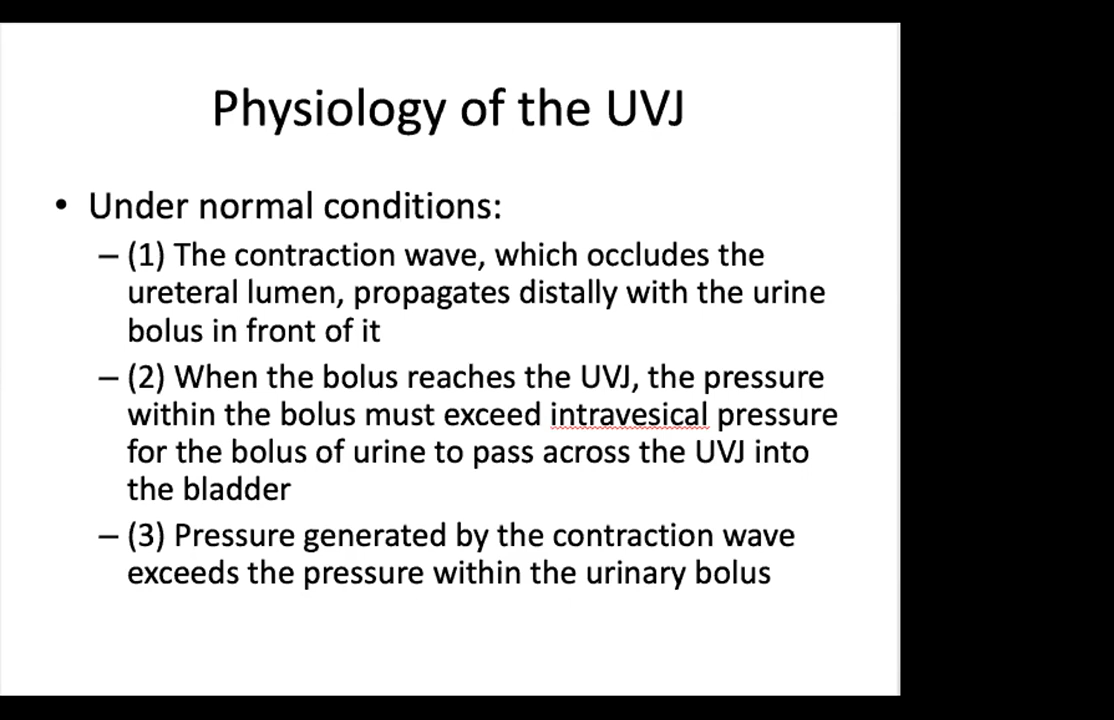 Physiology of the UVJ
• Under normal conditions:
– (1) The contraction wave, which occludes the
ureteral lumen, propagates distally with the urine
bolus in front of it
– (2) When the bolus reaches the UVJ, the pressure
within the bolus must exceed intravesical pressure
for the bolus of urine to pass across the UVJ into
the bladder
– (3) Pressure generated by the contraction wave
exceeds the pressure within the urinary bolus